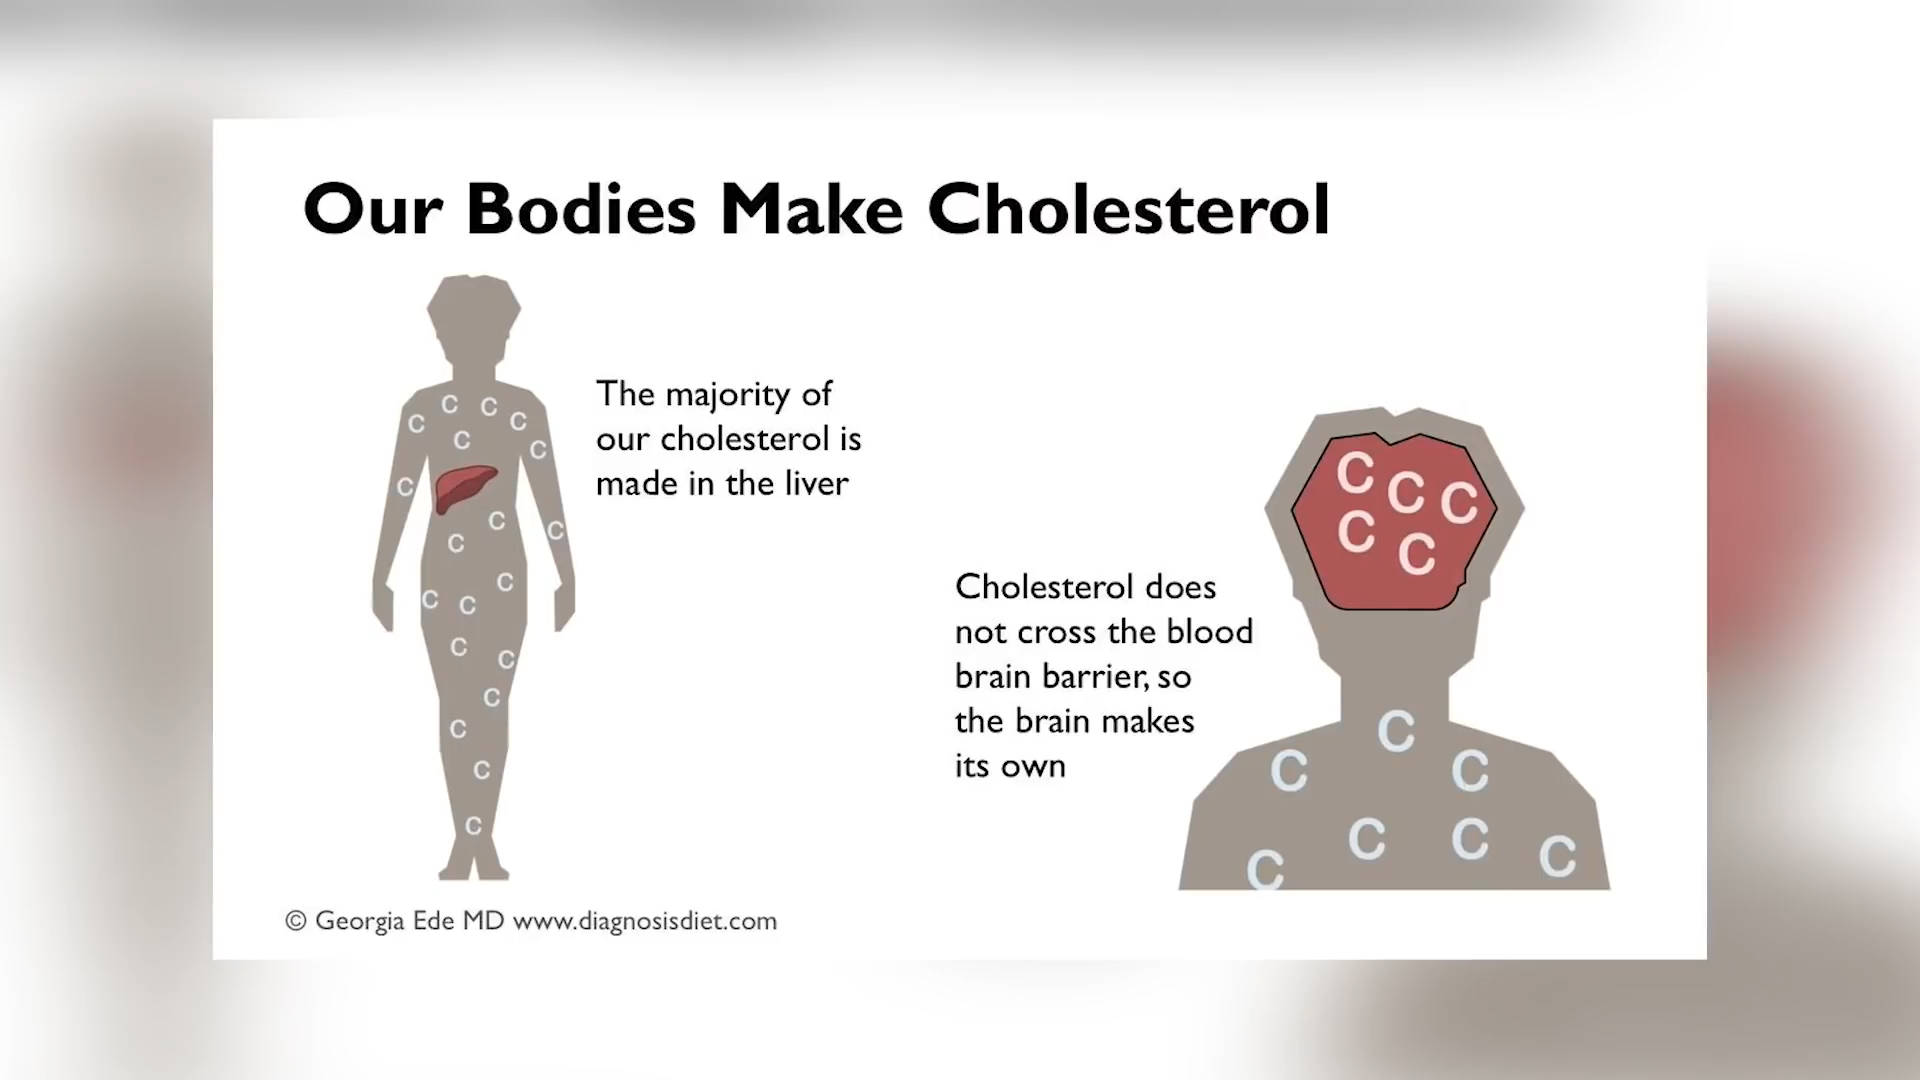 Our Bodies Make Cholesterol
The majority of
our cholesterol is
made in the liver
C C C C C C
C C
C C C
C
C C
C C
C
C
C
C
Cholesterol does
not cross the blood
brain barrier, so
the brain makes
its own
C C C
C C
C
C C
C C C
C
© Georgia Ede MD www.diagnosisdiet.com